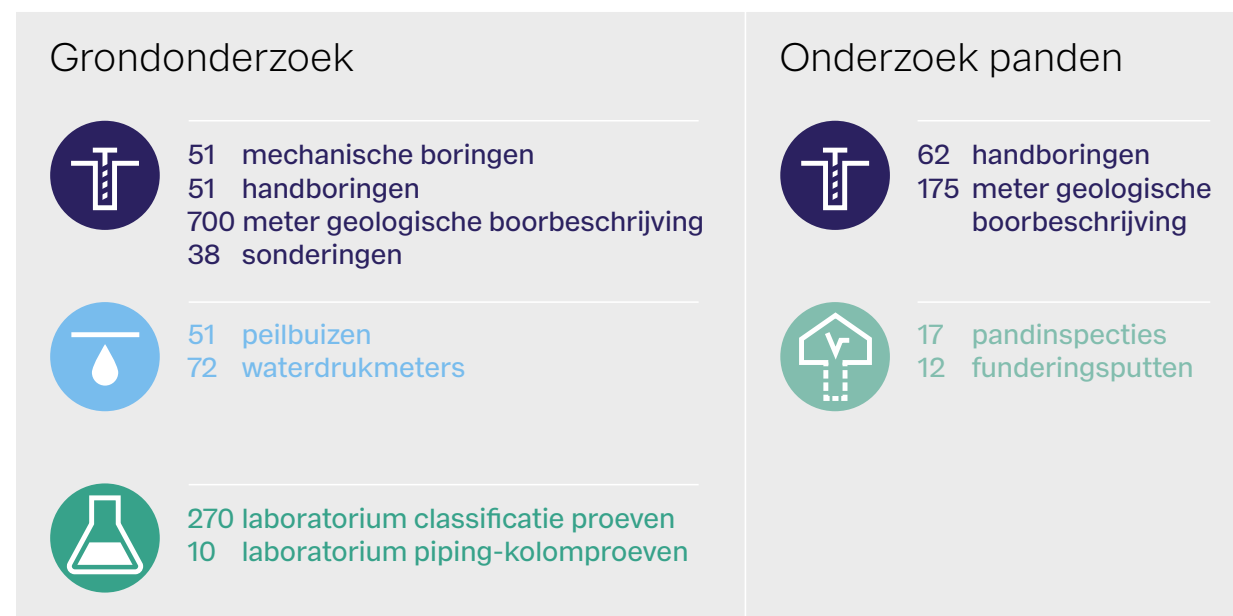 Grondonderzoek
51 mechanische boringen
51 handboringen
700 meter geologische boorbeschrijving
38 sonderingen
51 peilbuizen
72 waterdrukmeters
270 laboratorium classificatie proeven
10 laboratorium piping-kolomproeven
Onderzoek panden
62 handboringen
175 meter geologische
boorbeschrijving
17 pandinspecties
12 funderingsputten